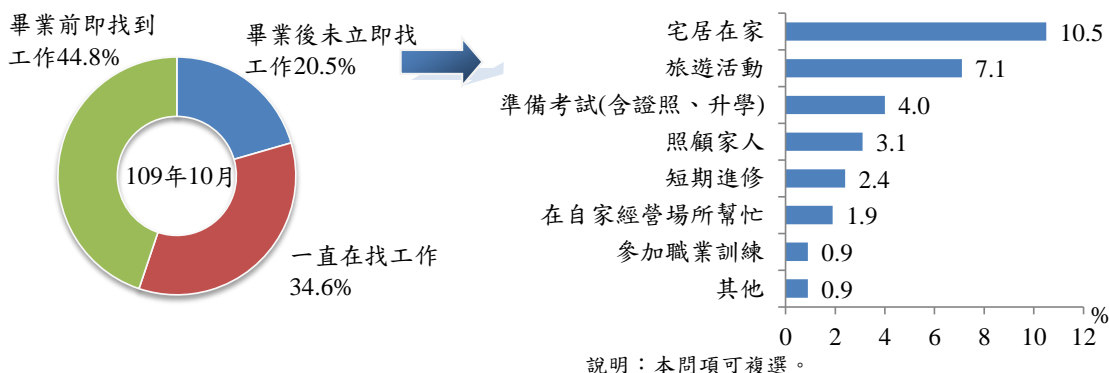 畢業前即找到
工作44.8%
畢業後未立即找
工作20.5%
109年10月
一直在找工作
34.6%
宅居在家 10.5
旅遊活動 7.1
準備考試(含證照、升學) 4.0
照顧家人 3.1
短期進修 2.4
在自家經營場所幫忙 1.9
參加職業訓練 0.9
其他 0.9
%
0 2 4 6 8 10 12
說明：本問項可複選。